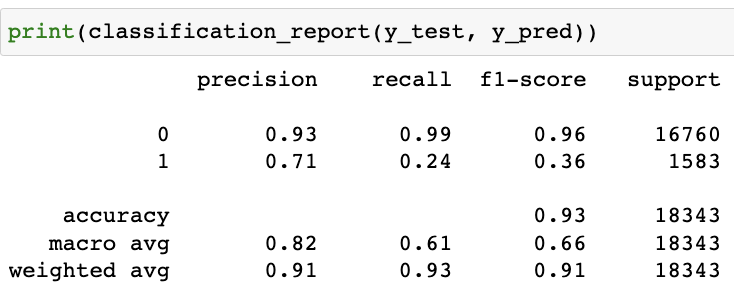 print(classification_report(y_test, y_pred))
precision recall f1-score support
0 0.93 0.99 0.96 16760
1 0.71 0.24 0.36 1583
accuracy 0.93 18343
macro avg 0.82 0.61 0.66 18343
weighted avg 0.91 0.93 0.91 18343